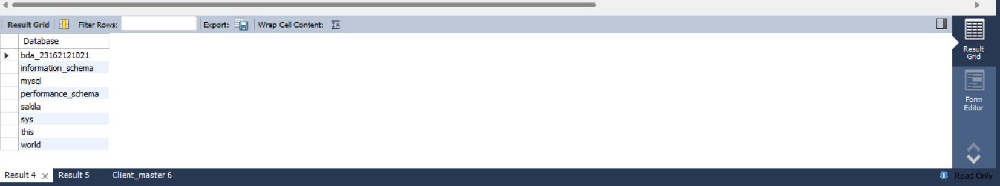 Result Grid Filter Rows: Export: Wrap Cell Content: IA
Database
bda_23162121021
information_schema
mysql
performance_schema
sakila
sys
this
world
Result
Grid
Form
Editor
Result 4 × Result 5 Client_master 6 Read Only